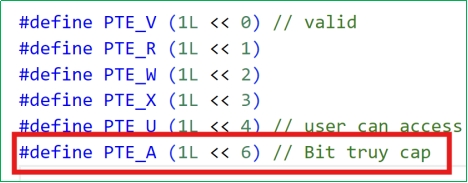 #define PTE_V (1L << 0) // valid
#define PTE_R (1L << 1)
#define PTE_W (1L << 2)
#define PTE_X (1L << 3)
#define PTE_U (1L << 4) // user can access
#define PTE_A (1L << 6) // Bit truy cap